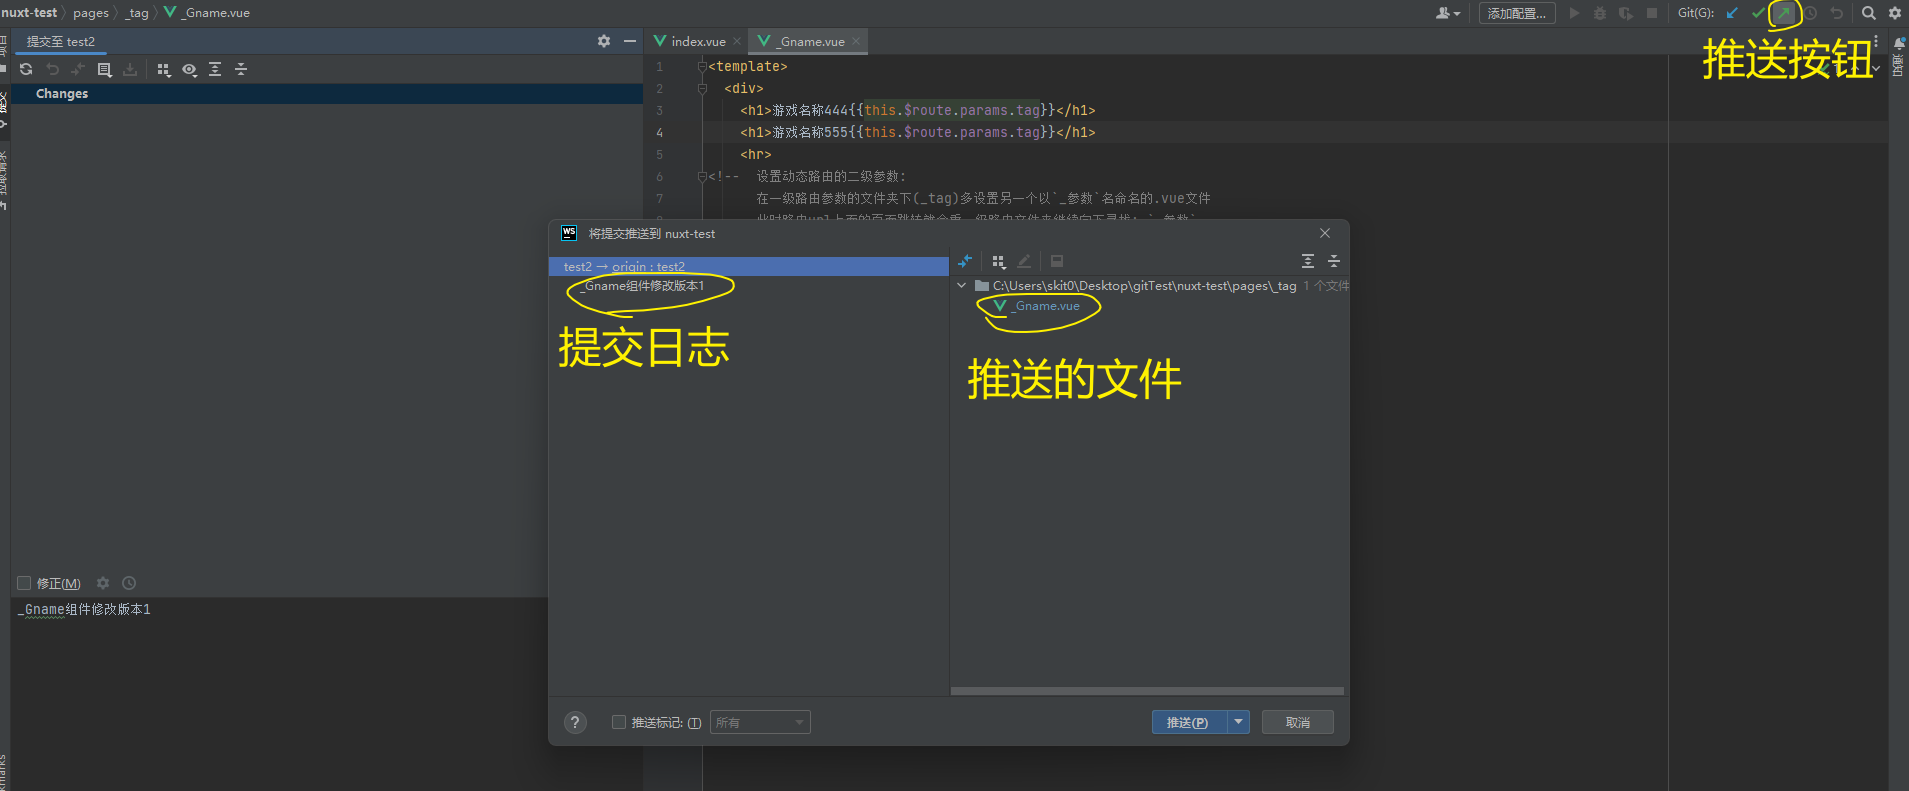 nuxt-test pages _tag _Gname.vue
添加配置... Git(G):
推送按钮
提交至 test2
index.vue _Gname.vue
通知
Changes
1 <template>
2 <div>
3 <h1>游戏名称444{{this.$route.params.tag}}</h1>
4 <h1>游戏名称555{{this.$route.params.tag}}</h1>
5 <hr>
6 <!-- 设置动态路由的二级参数:
7 在一级路由参数的文件夹下(_tag)多设置另一个以`_参数`名命名的.vue文件
将提交推送到 nuxt-test
test2 → origin : test2
_Gname组件修改版本1
提交日志
C:\Users\skit0\Desktop\gitTest\nuxt-test\pages\_tag 1 个文件
_Gname.vue
推送的文件
修正(M)
_Gname组件修改版本1
? 推送标记: (T) 所有
推送(P) 取消